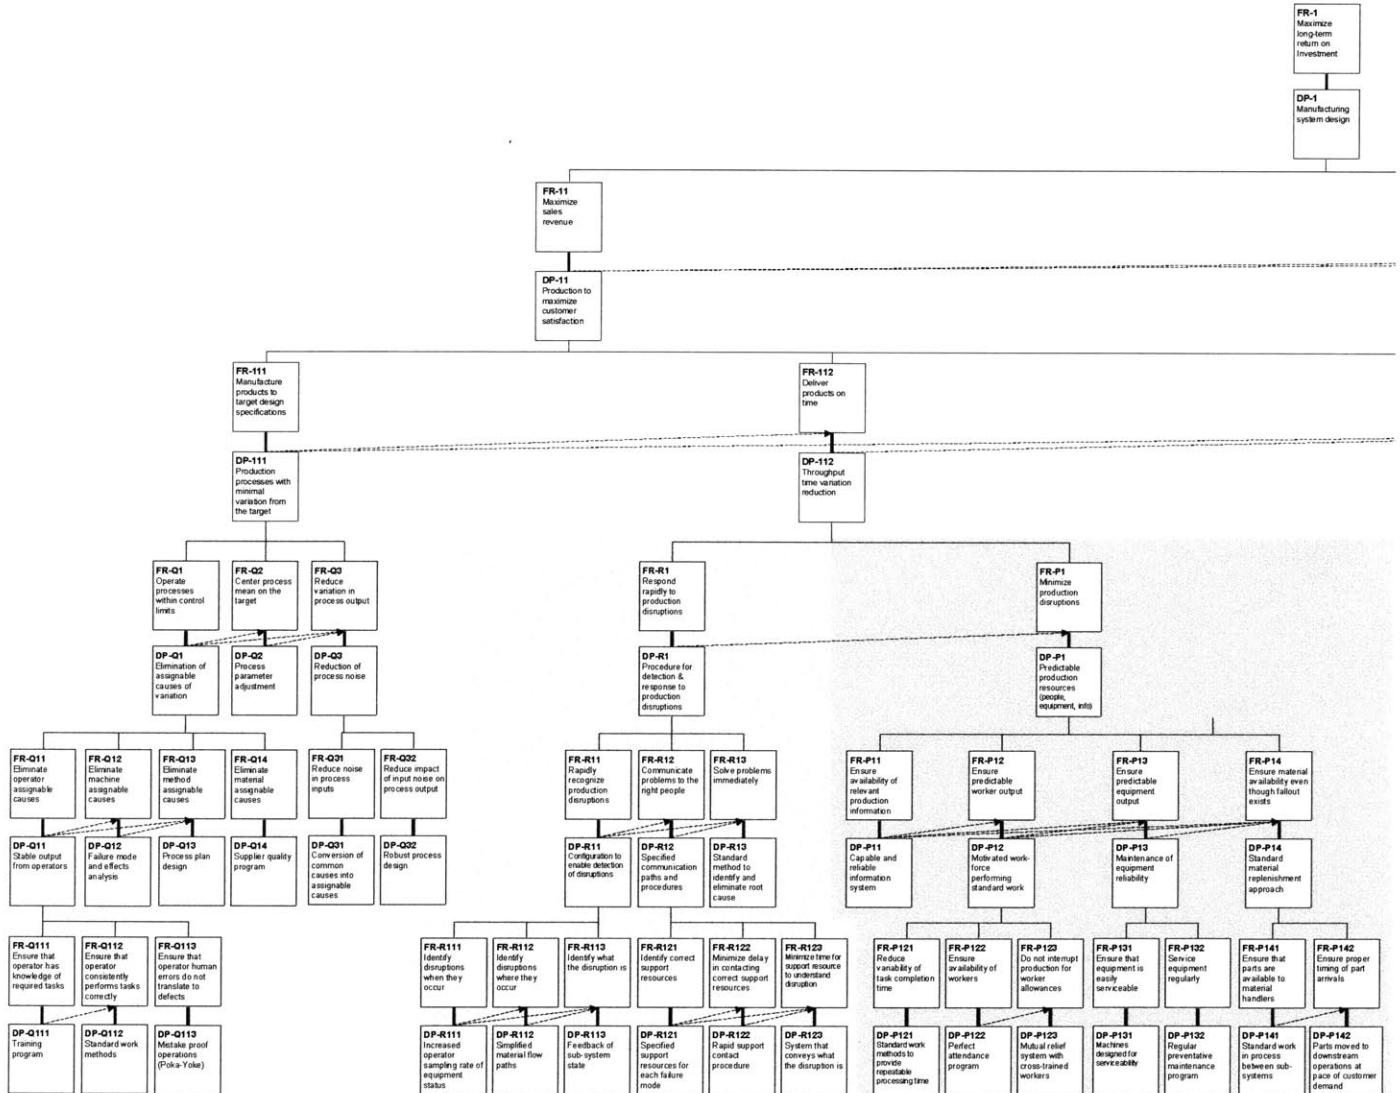 FR-1
Maximize
long-term
return on
Investment
DP-1
Manufacturing
system design
FR-11
Maximize
sales
revenue
DP-11
Production to
maximize
customer
satisfaction
FR-111
Manufacture
products to
target design
specifications
FR-112
Deliver
products on
time
DP-111
Production
processes with
minimal
variation from
the target
DP-112
Throughput
time variation
reduction
FR-Q1
Operate
processes
within control
limits
FR-Q2
Center process
mean on the
target
FR-Q3
Reduce
variation in
process output
FR-R1
Respond
rapidly to
production
disruptions
FR-P1
Minimize
production
disruptions
DP-Q1
Elimination of
assignable
causes of
variation
DP-Q2
Process
parameter
adjustment
DP-Q3
Reduction of
process noise
DP-R1
Procedure for
detection &
response to
production
disruptions
DP-P1
Predictable
production
resources
(people,
equipment, info)
FR-Q11
Eliminate
operator
assignable
causes
FR-Q12
Eliminate
machine
assignable
causes
FR-Q13
Eliminate
method
assignable
causes
FR-Q14
Eliminate
material
assignable
causes
FR-Q31
Reduce noise
in process
inputs
FR-Q32
Reduce impact
of input noise on
process output
FR-R11
Rapidly
recognize
production
disruptions
FR-R12
Communicate
problems to the
right people
FR-R13
Solve problems
immediately
FR-P11
Ensure
availability of
relevant
production
information
FR-P12
Ensure
predictable
worker output
FR-P13
Ensure
predictable
equipment
output
FR-P14
Ensure material
availability even
though fallout
exists
DP-Q11
Stable output
from operators
DP-Q12
Failure mode
and effects
analysis
DP-Q13
Process plan
design
DP-Q14
Supplier quality
program
DP-Q31
Conversion of
common
causes into
assignable
causes
DP-Q32
Robust process
design
DP-R11
Configuration to
enable detection
of disruptions
DP-R12
Specified
communication
paths and
procedures
DP-R13
Standard
method to
identify and
eliminate root
cause
DP-P11
Capable and
reliable
information
system
DP-P12
Motivated work-
force
performing
standard work
DP-P13
Maintenance of
equipment
reliability
DP-P14
Standard
material
replenishment
approach
FR-Q111
Ensure that
operator has
knowledge of
required tasks
FR-Q112
Ensure that
operator
consistently
performs tasks
correctly
FR-Q113
Ensure that
operator human
errors do not
translate to
defects
FR-R111
Identify
disruptions
when they
occur
FR-R112
Identify
disruptions
where they
occur
FR-R113
Identify what
the disruption is
FR-R121
Identify correct
support
resources
FR-R122
Minimize delay
in contacting
correct support
resources
FR-R123
Minimize time for
support resource
to understand
disruption
FR-P121
Reduce
variability of
task completion
time
FR-P122
Ensure
availability of
workers
FR-P123
Do not interrupt
production for
worker
allowances
FR-P131
Ensure that
equipment is
easily
serviceable
FR-P132
Service
equipment
regularly
FR-P141
Ensure that
parts are
available to
material
handlers
FR-P142
Ensure proper
timing of part
arrivals
DP-Q111
Training
program
DP-Q112
Standard work
methods
DP-Q113
Mistake proof
operations
(Poka-Yoke)
DP-R111
Increased
operator
sampling rate of
equipment
status
DP-R112
Simplified
material flow
paths
DP-R113
Feedback of
sub-system
state
DP-R121
Specified
support
resources for
each failure
mode
DP-R122
Rapid support
contact
procedure
DP-R123
System that
conveys what
the disruption is
DP-P121
Standard work
methods to
provide
repeatable
processing time
DP-P122
Perfect
attendance
program
DP-P123
Mutual relief
system with
cross-trained
workers
DP-P131
Machines
designed for
serviceability
DP-P132
Regular
preventative
maintenance
program
DP-P141
Standard work
in process
between sub-
systems
DP-P142
Parts moved to
downstream
operations at
pace of customer
demand